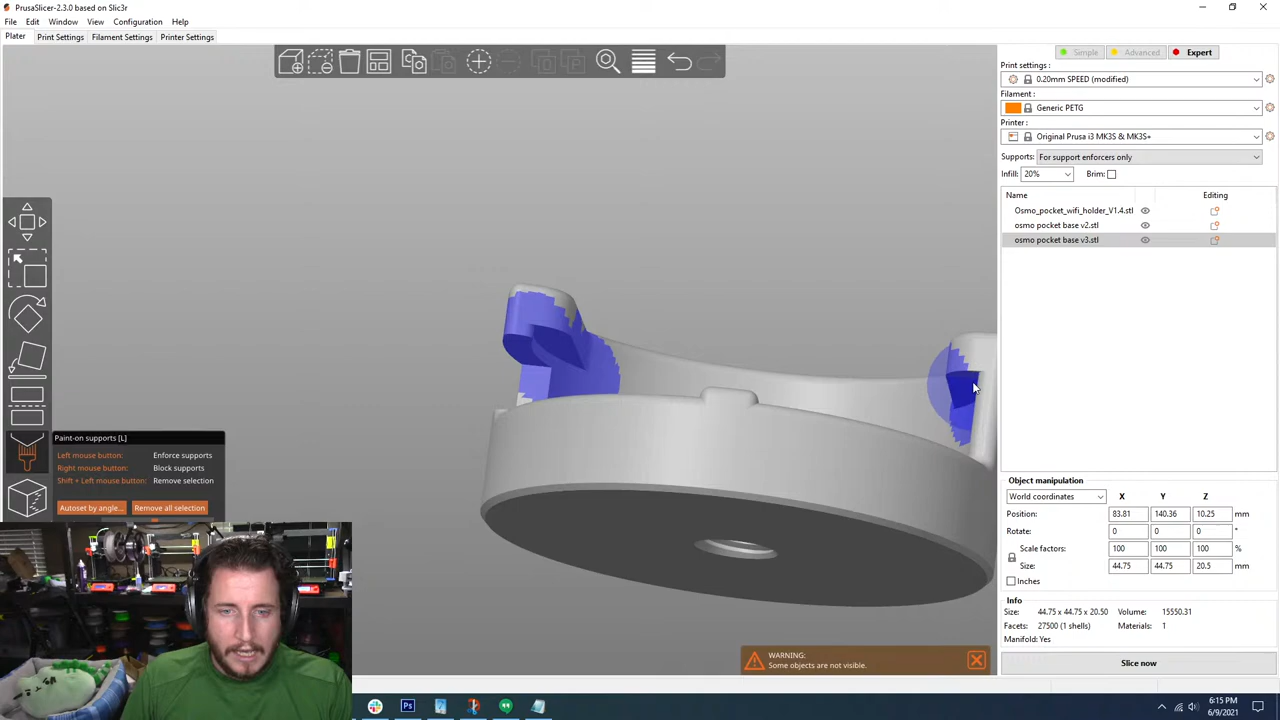 PrusaSlicer-2.3.0 based on Slic3r
File Edit Window View Configuration Help
Plater Print Settings Filament Settings Printer Settings
Simple Advanced Expert
Print settings :
0.20mm SPEED (modified)
Filament :
Generic PETG
Printer :
Original Prusa i3 MK3S & MK3S+
Supports: For support enforcers only
Infill: 20% Brim:
Name Editing
Osmo_pocket_wifi_holder_V1.4.stl
osmo pocket base v2.stl
osmo pocket base v3.stl
Paint-on supports [L]
Left mouse button: Enforce supports
Right mouse button: Block supports
Shift + Left mouse button: Remove selection
Autoset by angle... Remove all selection
Object manipulation
World coordinates X Y Z
Position: 83.81 140.36 10.25 mm
Rotate: 0 0 0 °
Scale factors: 100 100 100 %
Size: 44.75 44.75 20.5 mm
Inches
Info
Size: 44.75 x 44.75 x 20.50 Volume: 15550.31
Facets: 27500 (1 shells) Materials: 1
Manifold: Yes
WARNING:
Some objects are not visible.
Slice now
6:15 PM
6/9/2021